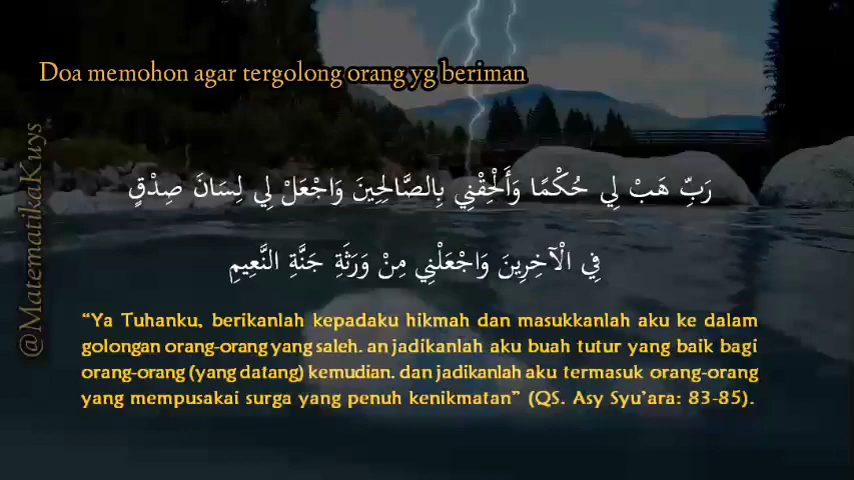 Doa memohon agar tergolong orang yg beriman
@MatematikaKuys
رَبِّ هَبْ لِي حُكْمًا وَأَلْحِقْنِي بِالصَّالِحِينَ وَاجْعَلْ لِي لِسَانَ صِدْقٍ
فِي الْآخِرِينَ وَاجْعَلْنِي مِنْ وَرَثَةِ جَنَّةِ النَّعِيمِ
“Ya Tuhanku, berikanlah kepadaku hikmah dan masukkanlah aku ke dalam
golongan orang-orang yang saleh. an jadikanlah aku buah tutur yang baik bagi
orang-orang (yang datang) kemudian. dan jadikanlah aku termasuk orang-orang
yang mempusakai surga yang penuh kenikmatan” (QS. Asy Syu’ara: 83-85).